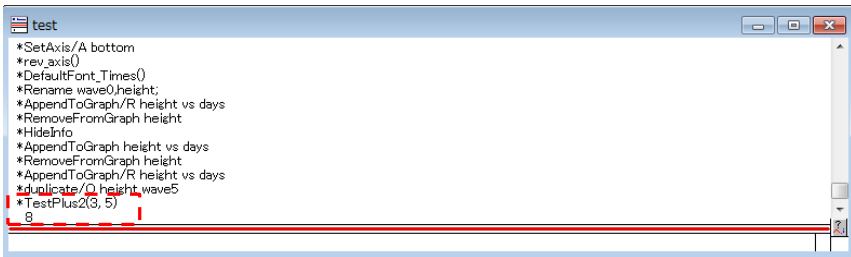 test
*SetAxis/A bottom
*rev_axis()
*DefaultFont_Times()
*Rename wave0,height;
*AppendToGraph/R height vs days
*RemoveFromGraph height
*HideInfo
*AppendToGraph height vs days
*RemoveFromGraph height
*AppendToGraph/R height vs days
*duplicate/O height wave5
*TestPlus2(3, 5)
8